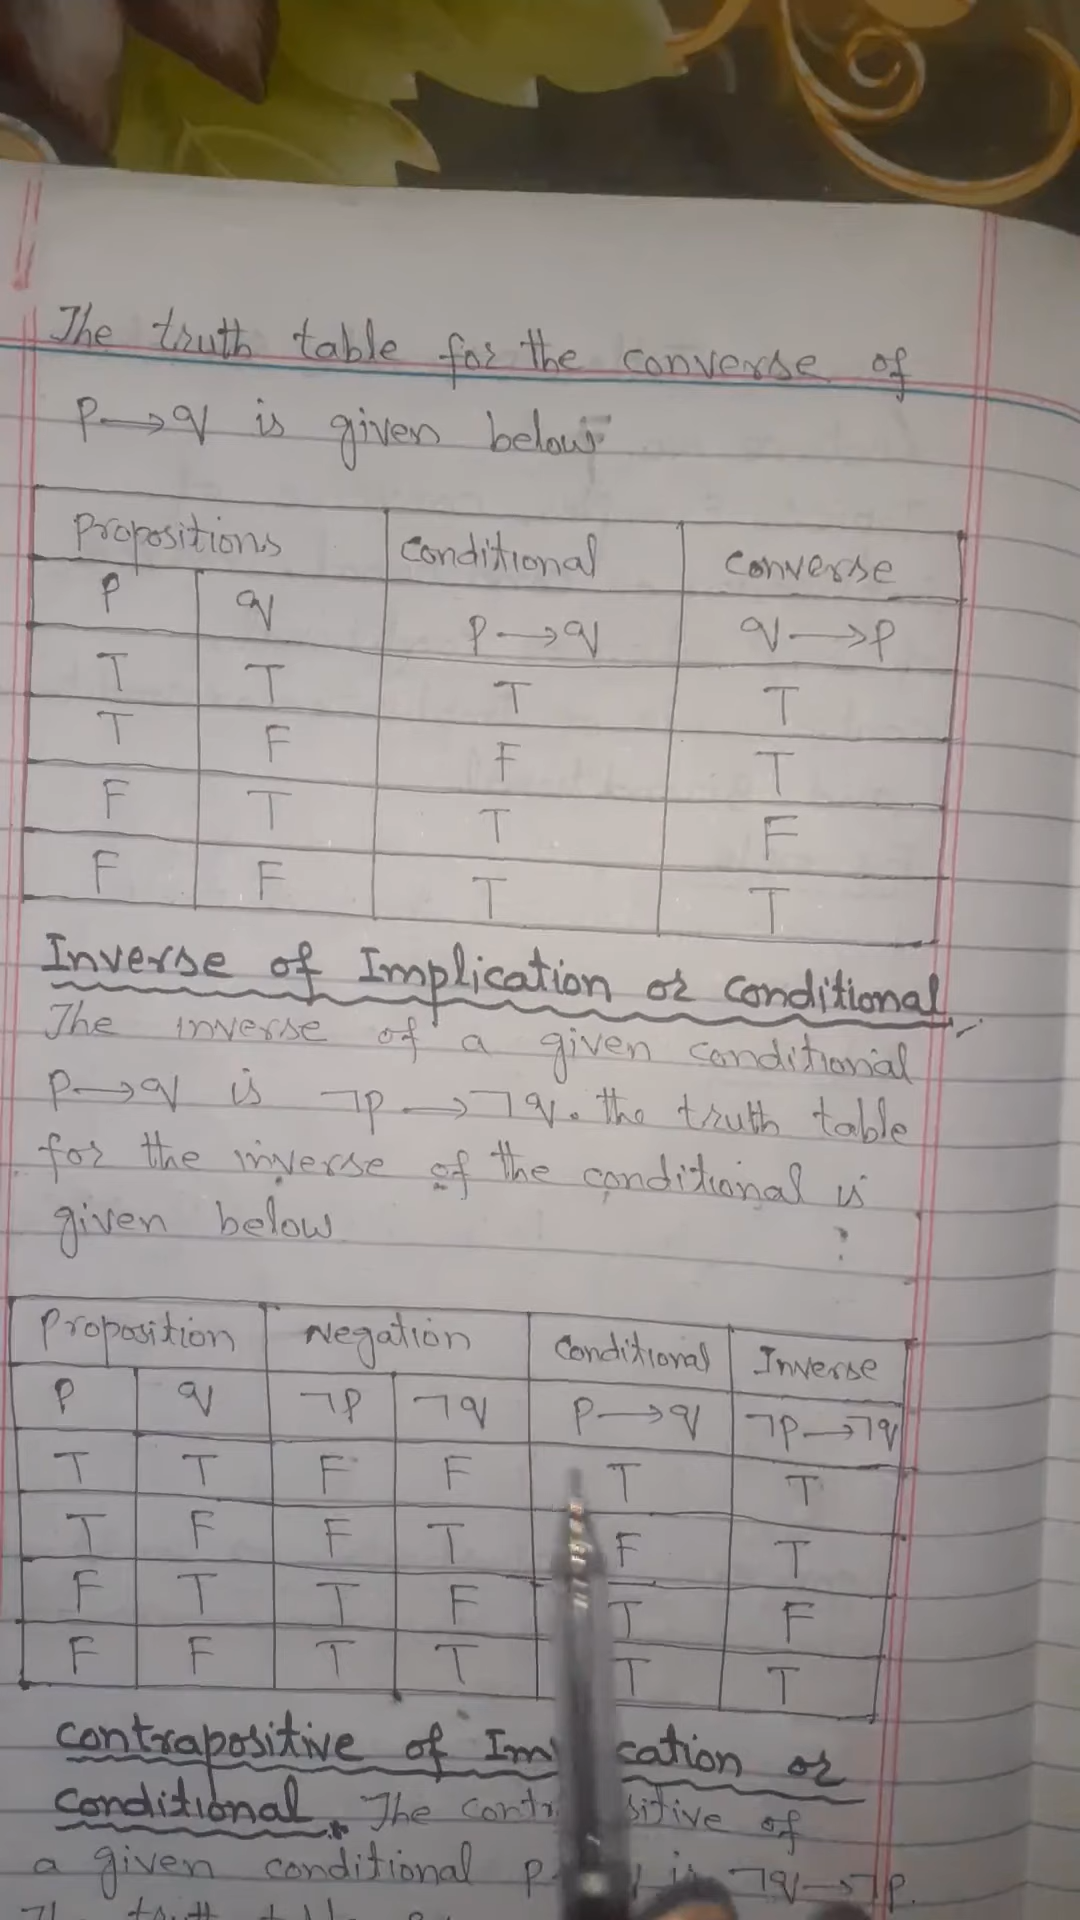 The truth table for the converse of
p→q is given below
Propositions Conditional Converse
p q p→q q→p
T T T T
T F F T
F T T F
F F T T
Inverse of Implication or Conditional
The inverse of a given conditional
p→q is ¬p→¬q. the truth table
for the inverse of the conditional is
given below
Proposition Negation Conditional Inverse
p q ¬p ¬q p→q ¬p→¬q
T T F F T T
T F F T F T
F T T F T F
F F T T T T
Contrapositive of Im cation or
Conditional. The contr sitive of
a given conditional p is ¬q→¬p.